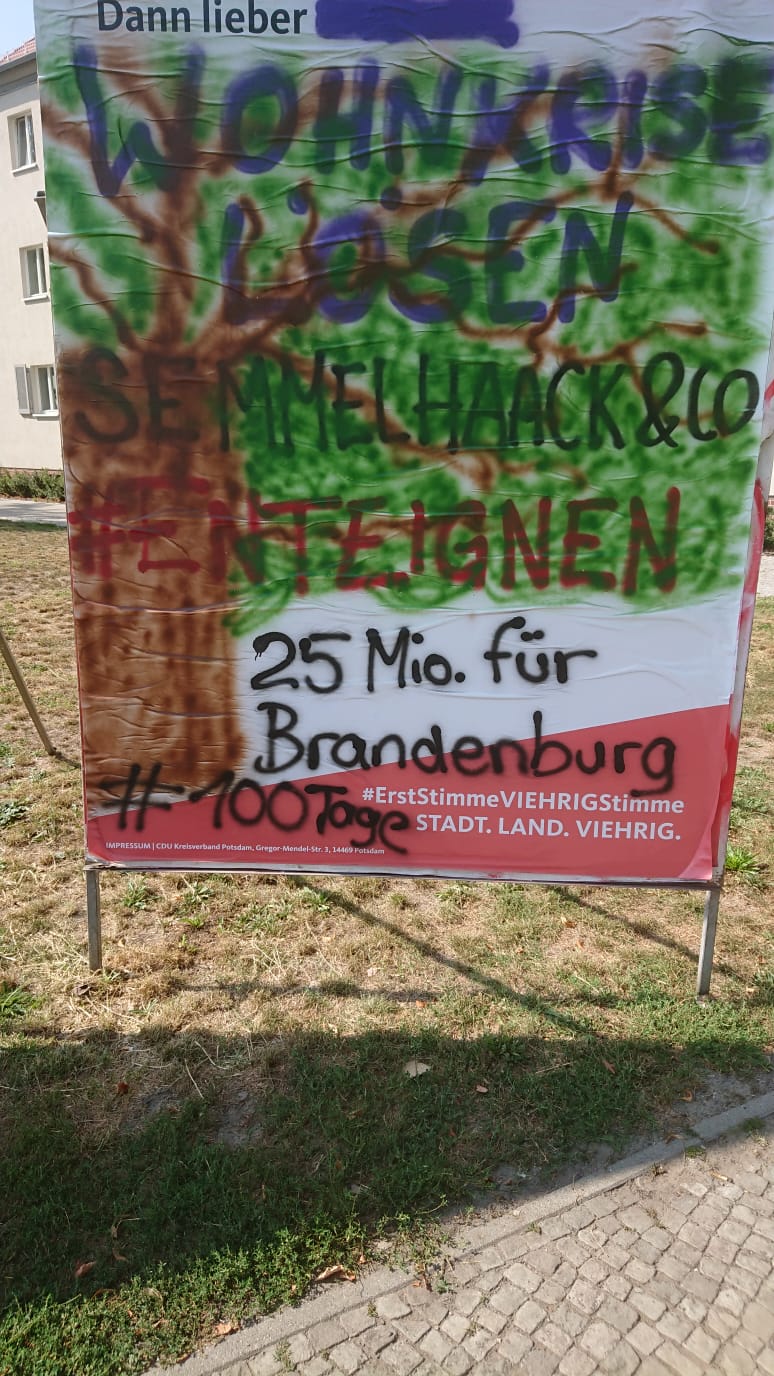 Dann lieber
WOHNKRISE
LÖSEN
SEMMELHAACK&CO
#ENTEIGNEN
25 Mio. für
Brandenburg
#100Tage
#ErstStimmeVIEHRIGStimme
STADT. LAND. VIEHRIG.
IMPRESSUM | CDU Kreisverband Potsdam, Gregor-Mendel-Str. 3, 14469 Potsdam